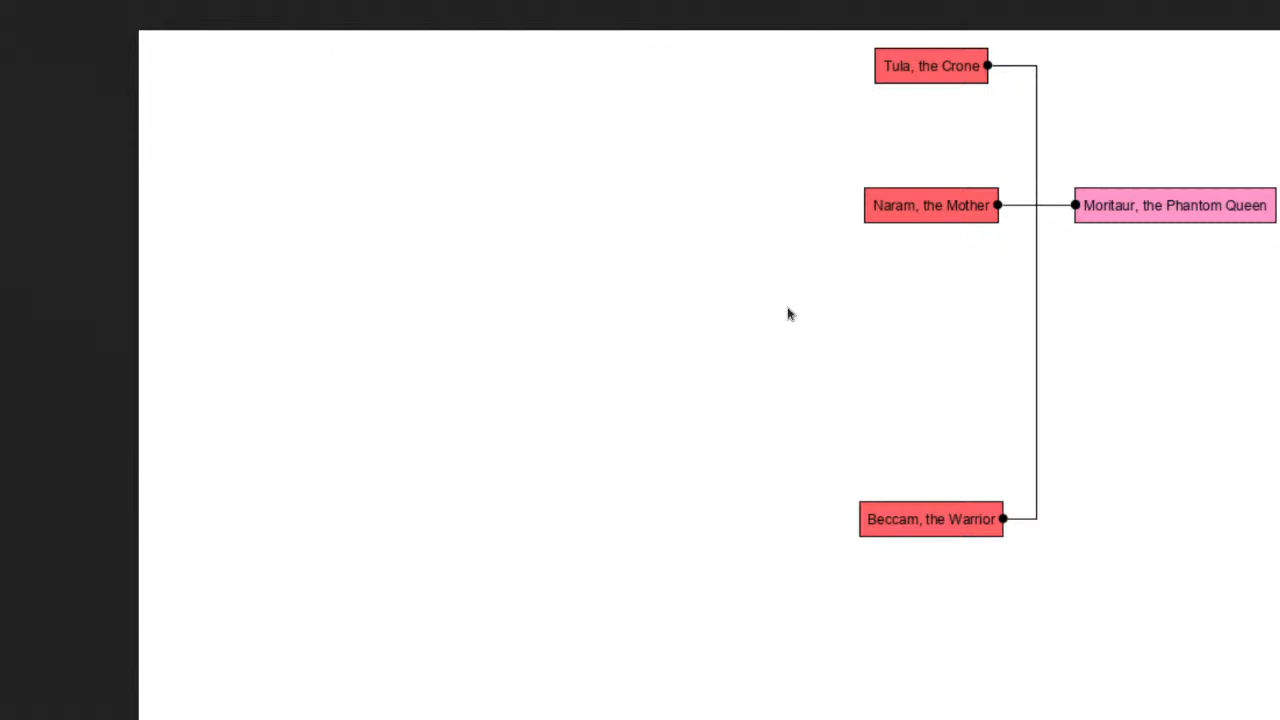 Tula, the Crone
Naram, the Mother
Moritaur, the Phantom Queen
Beccam, the Warrior